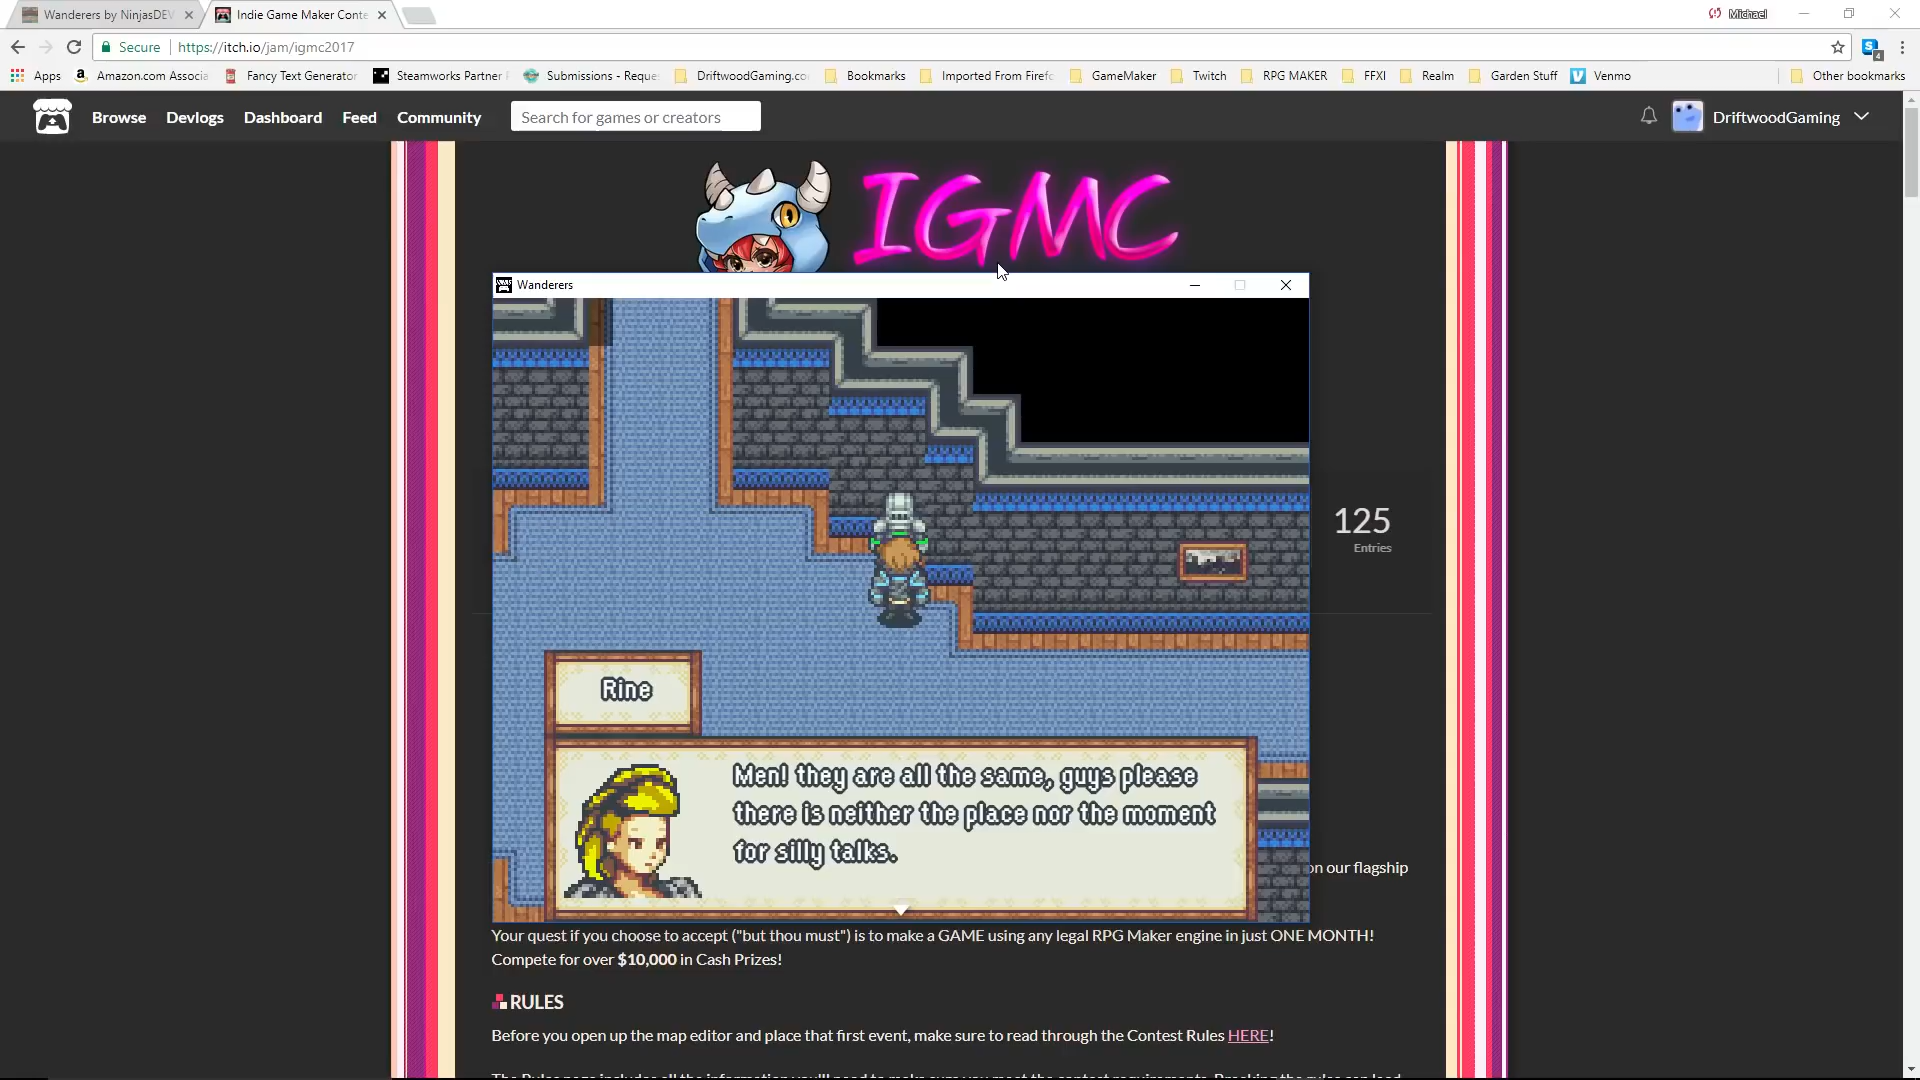 Wanderers by NinjasDEV
Indie Game Maker Conte
Michael
Secure
https://itch.io/jam/igmc2017
Apps
Amazon.com Associa
Fancy Text Generator
Steamworks Partner
Submissions - Reque
DriftwoodGaming.co
Bookmarks
Imported From Firefo
GameMaker
Twitch
RPG MAKER
FFXI
Realm
Garden Stuff
Venmo
Other bookmarks
Browse
Devlogs
Dashboard
Feed
Community
Search for games or creators
DriftwoodGaming
IGMC
Wanderers
125
Entries
Rine
Men! they are all the same, guys please
there is neither the place nor the moment
for silly talks.
on our flagship
Your quest if you choose to accept ("but thou must") is to make a GAME using any legal RPG Maker engine in just ONE MONTH!
Compete for over $10,000 in Cash Prizes!
RULES
Before you open up the map editor and place that first event, make sure to read through the Contest Rules HERE!